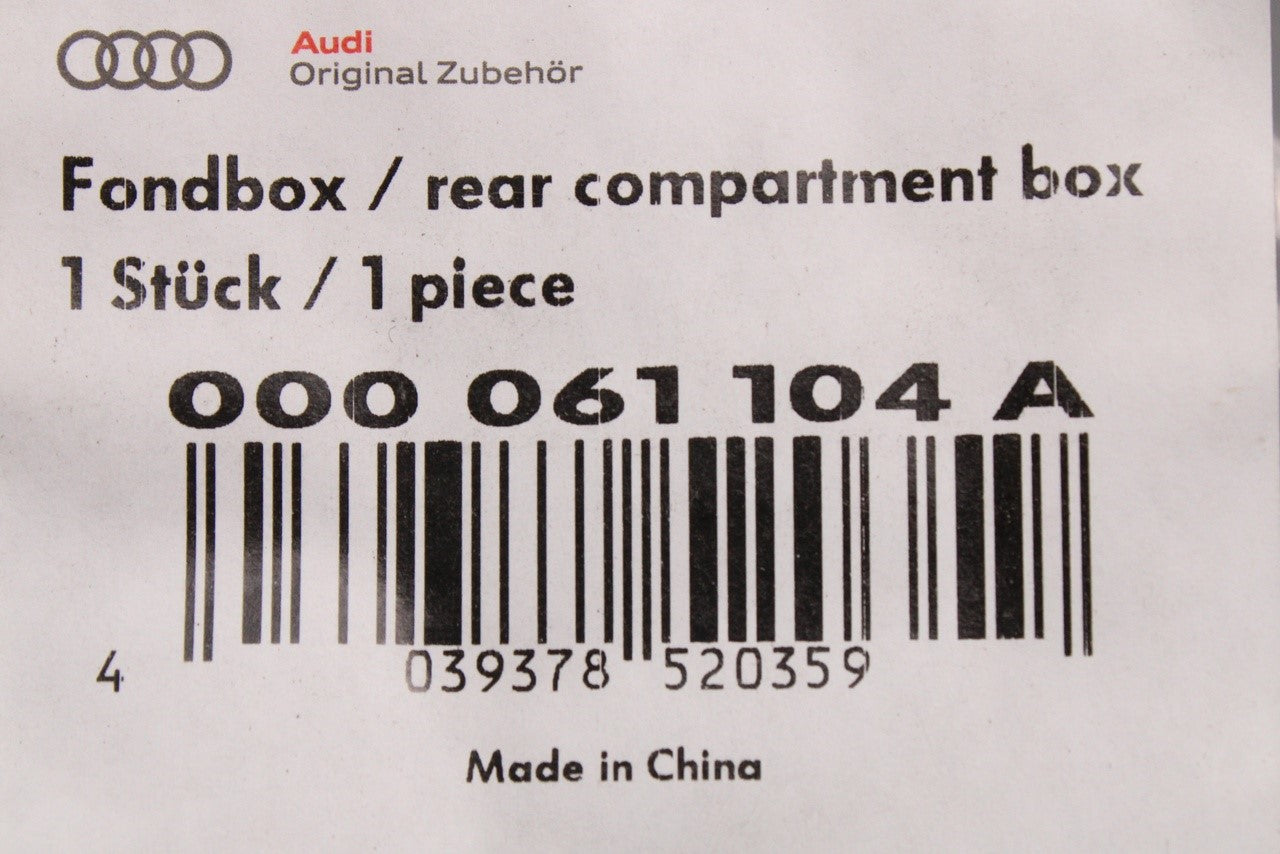 Audi
Original Zubehör
Fondbox / rear compartment box
1 Stück / 1 piece
000 061 104 A
4 039378 520359
Made in China